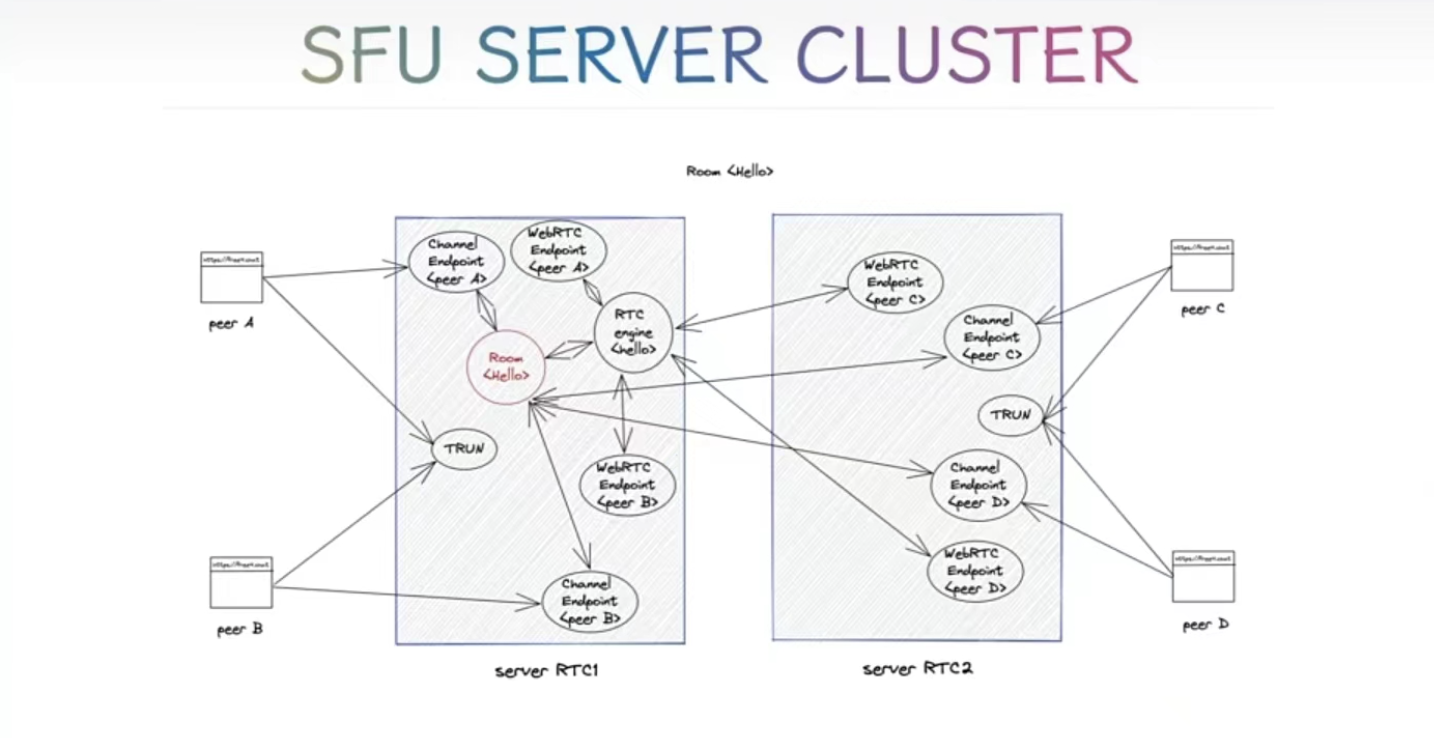 SFU SERVER CLUSTER
Room <Hello>
Channel
Endpoint
<peer A>
WebRTC
Endpoint
<peer A>
RTC
engine
<hello>
Room
<Hello>
TRUN
WebRTC
Endpoint
<peer B>
Channel
Endpoint
<peer B>
peer A
peer B
server RTC1
WebRTC
Endpoint
<peer C>
Channel
Endpoint
<peer C>
TRUN
Channel
Endpoint
<peer D>
WebRTC
Endpoint
<peer D>
peer C
peer D
server RTC2